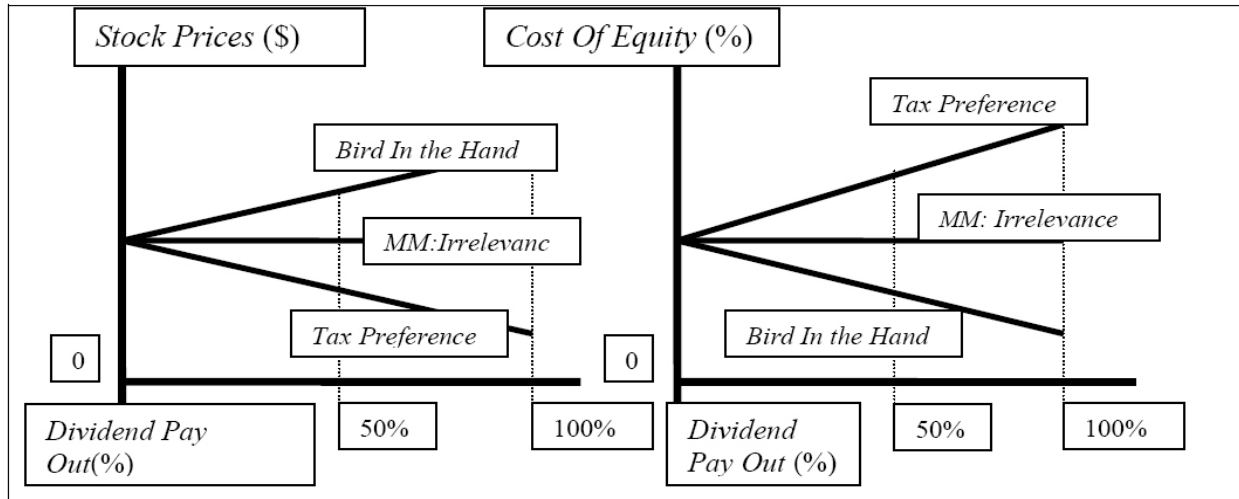 Stock Prices ($)
Bird In the Hand
MM:Irrelevanc
Tax Preference
0
Dividend Pay
Out(%)
50%
100%
Cost Of Equity (%)
Tax Preference
MM: Irrelevance
Bird In the Hand
0
Dividend
Pay Out (%)
50%
100%